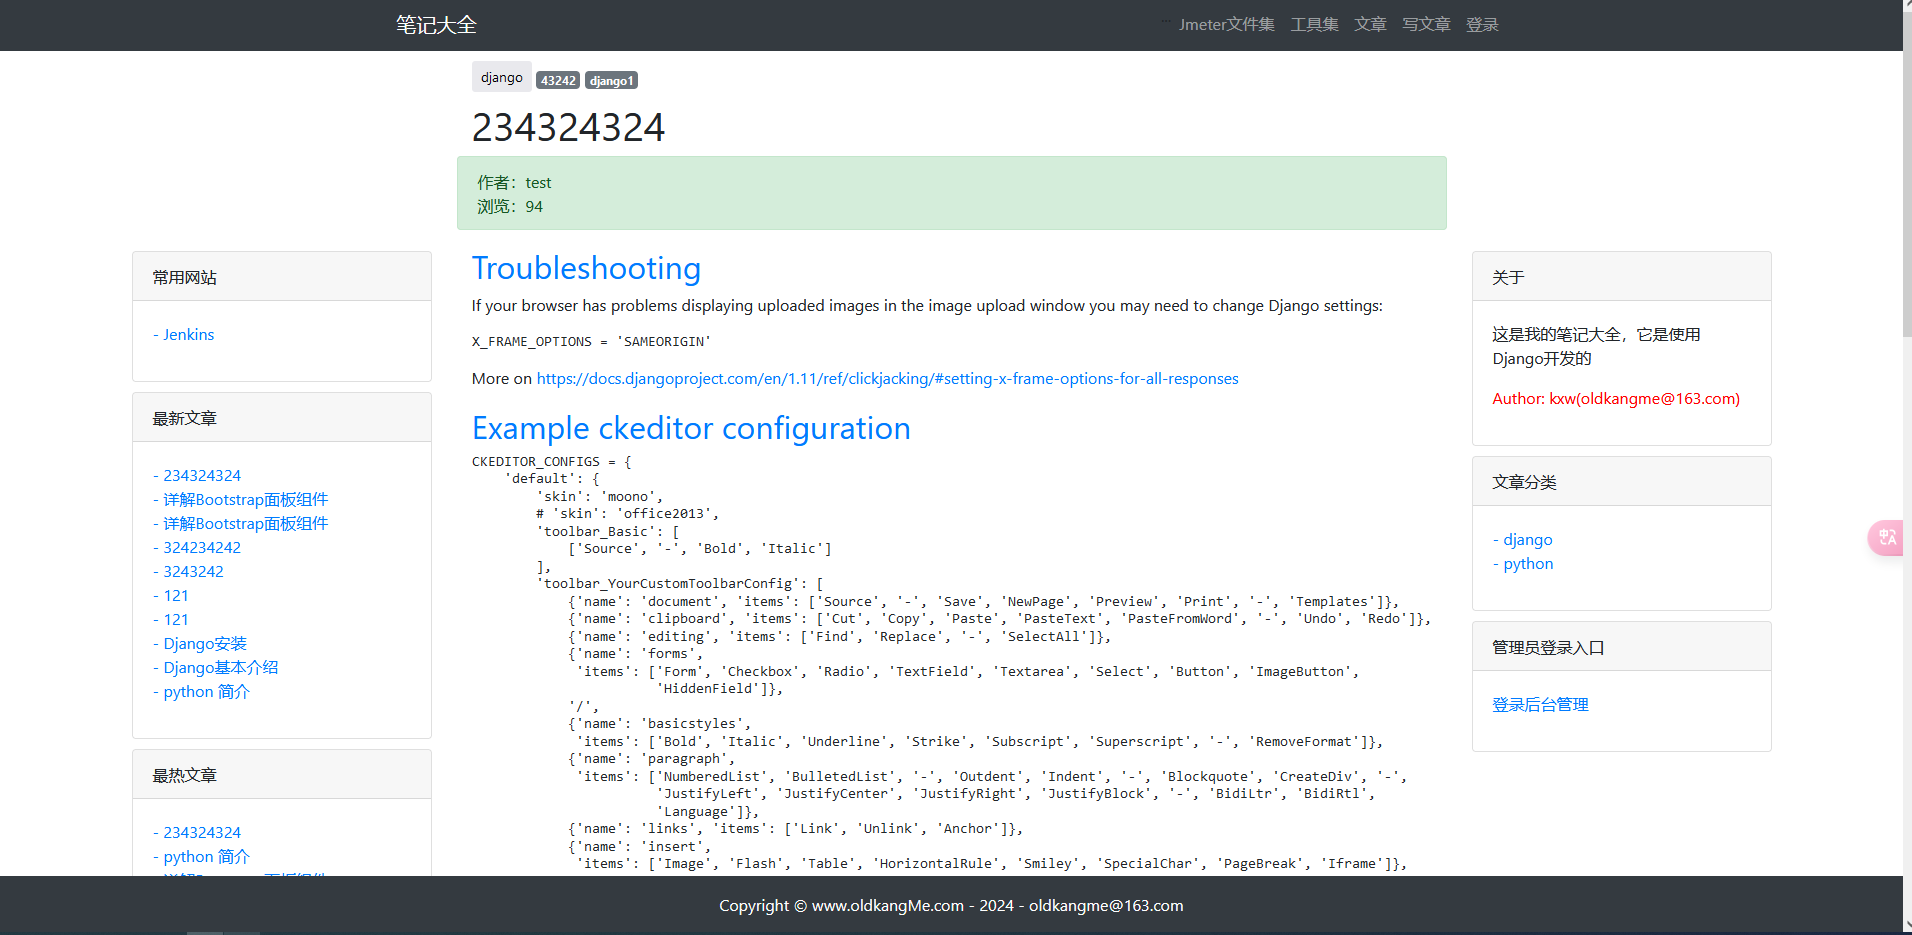 笔记大全
Jmeter文件集 工具集 文章 写文章 登录
django 43242 django1
234324324
作者：test
浏览：94
常用网站
- Jenkins
最新文章
- 234324324
- 详解Bootstrap面板组件
- 详解Bootstrap面板组件
- 324234242
- 3243242
- 121
- 121
- Django安装
- Django基本介绍
- python 简介
最热文章
- 234324324
- python 简介
Troubleshooting
If your browser has problems displaying uploaded images in the image upload window you may need to change Django settings:
X_FRAME_OPTIONS = 'SAMEORIGIN'
More on https://docs.djangoproject.com/en/1.11/ref/clickjacking/#setting-x-frame-options-for-all-responses
Example ckeditor configuration
CKEDITOR_CONFIGS = {
    'default': {
        'skin': 'moono',
        # 'skin': 'office2013',
        'toolbar_Basic': [
            ['Source', '-', 'Bold', 'Italic']
        ],
        'toolbar_YourCustomToolbarConfig': [
            {'name': 'document', 'items': ['Source', '-', 'Save', 'NewPage', 'Preview', 'Print', '-', 'Templates']},
            {'name': 'clipboard', 'items': ['Cut', 'Copy', 'Paste', 'PasteText', 'PasteFromWord', '-', 'Undo', 'Redo']},
            {'name': 'editing', 'items': ['Find', 'Replace', '-', 'SelectAll']},
            {'name': 'forms',
             'items': ['Form', 'Checkbox', 'Radio', 'TextField', 'Textarea', 'Select', 'Button', 'ImageButton',
                       'HiddenField']},
            '/',
            {'name': 'basicstyles',
             'items': ['Bold', 'Italic', 'Underline', 'Strike', 'Subscript', 'Superscript', '-', 'RemoveFormat']},
            {'name': 'paragraph',
             'items': ['NumberedList', 'BulletedList', '-', 'Outdent', 'Indent', '-', 'Blockquote', 'CreateDiv', '-',
                       'JustifyLeft', 'JustifyCenter', 'JustifyRight', 'JustifyBlock', '-', 'BidiLtr', 'BidiRtl',
                       'Language']},
            {'name': 'links', 'items': ['Link', 'Unlink', 'Anchor']},
            {'name': 'insert',
             'items': ['Image', 'Flash', 'Table', 'HorizontalRule', 'Smiley', 'SpecialChar', 'PageBreak', 'Iframe']},
关于
这是我的笔记大全，它是使用
Django开发的
Author: kxw(oldkangme@163.com)
文章分类
- django
- python
管理员登录入口
登录后台管理
Copyright © www.oldkangMe.com - 2024 - oldkangme@163.com